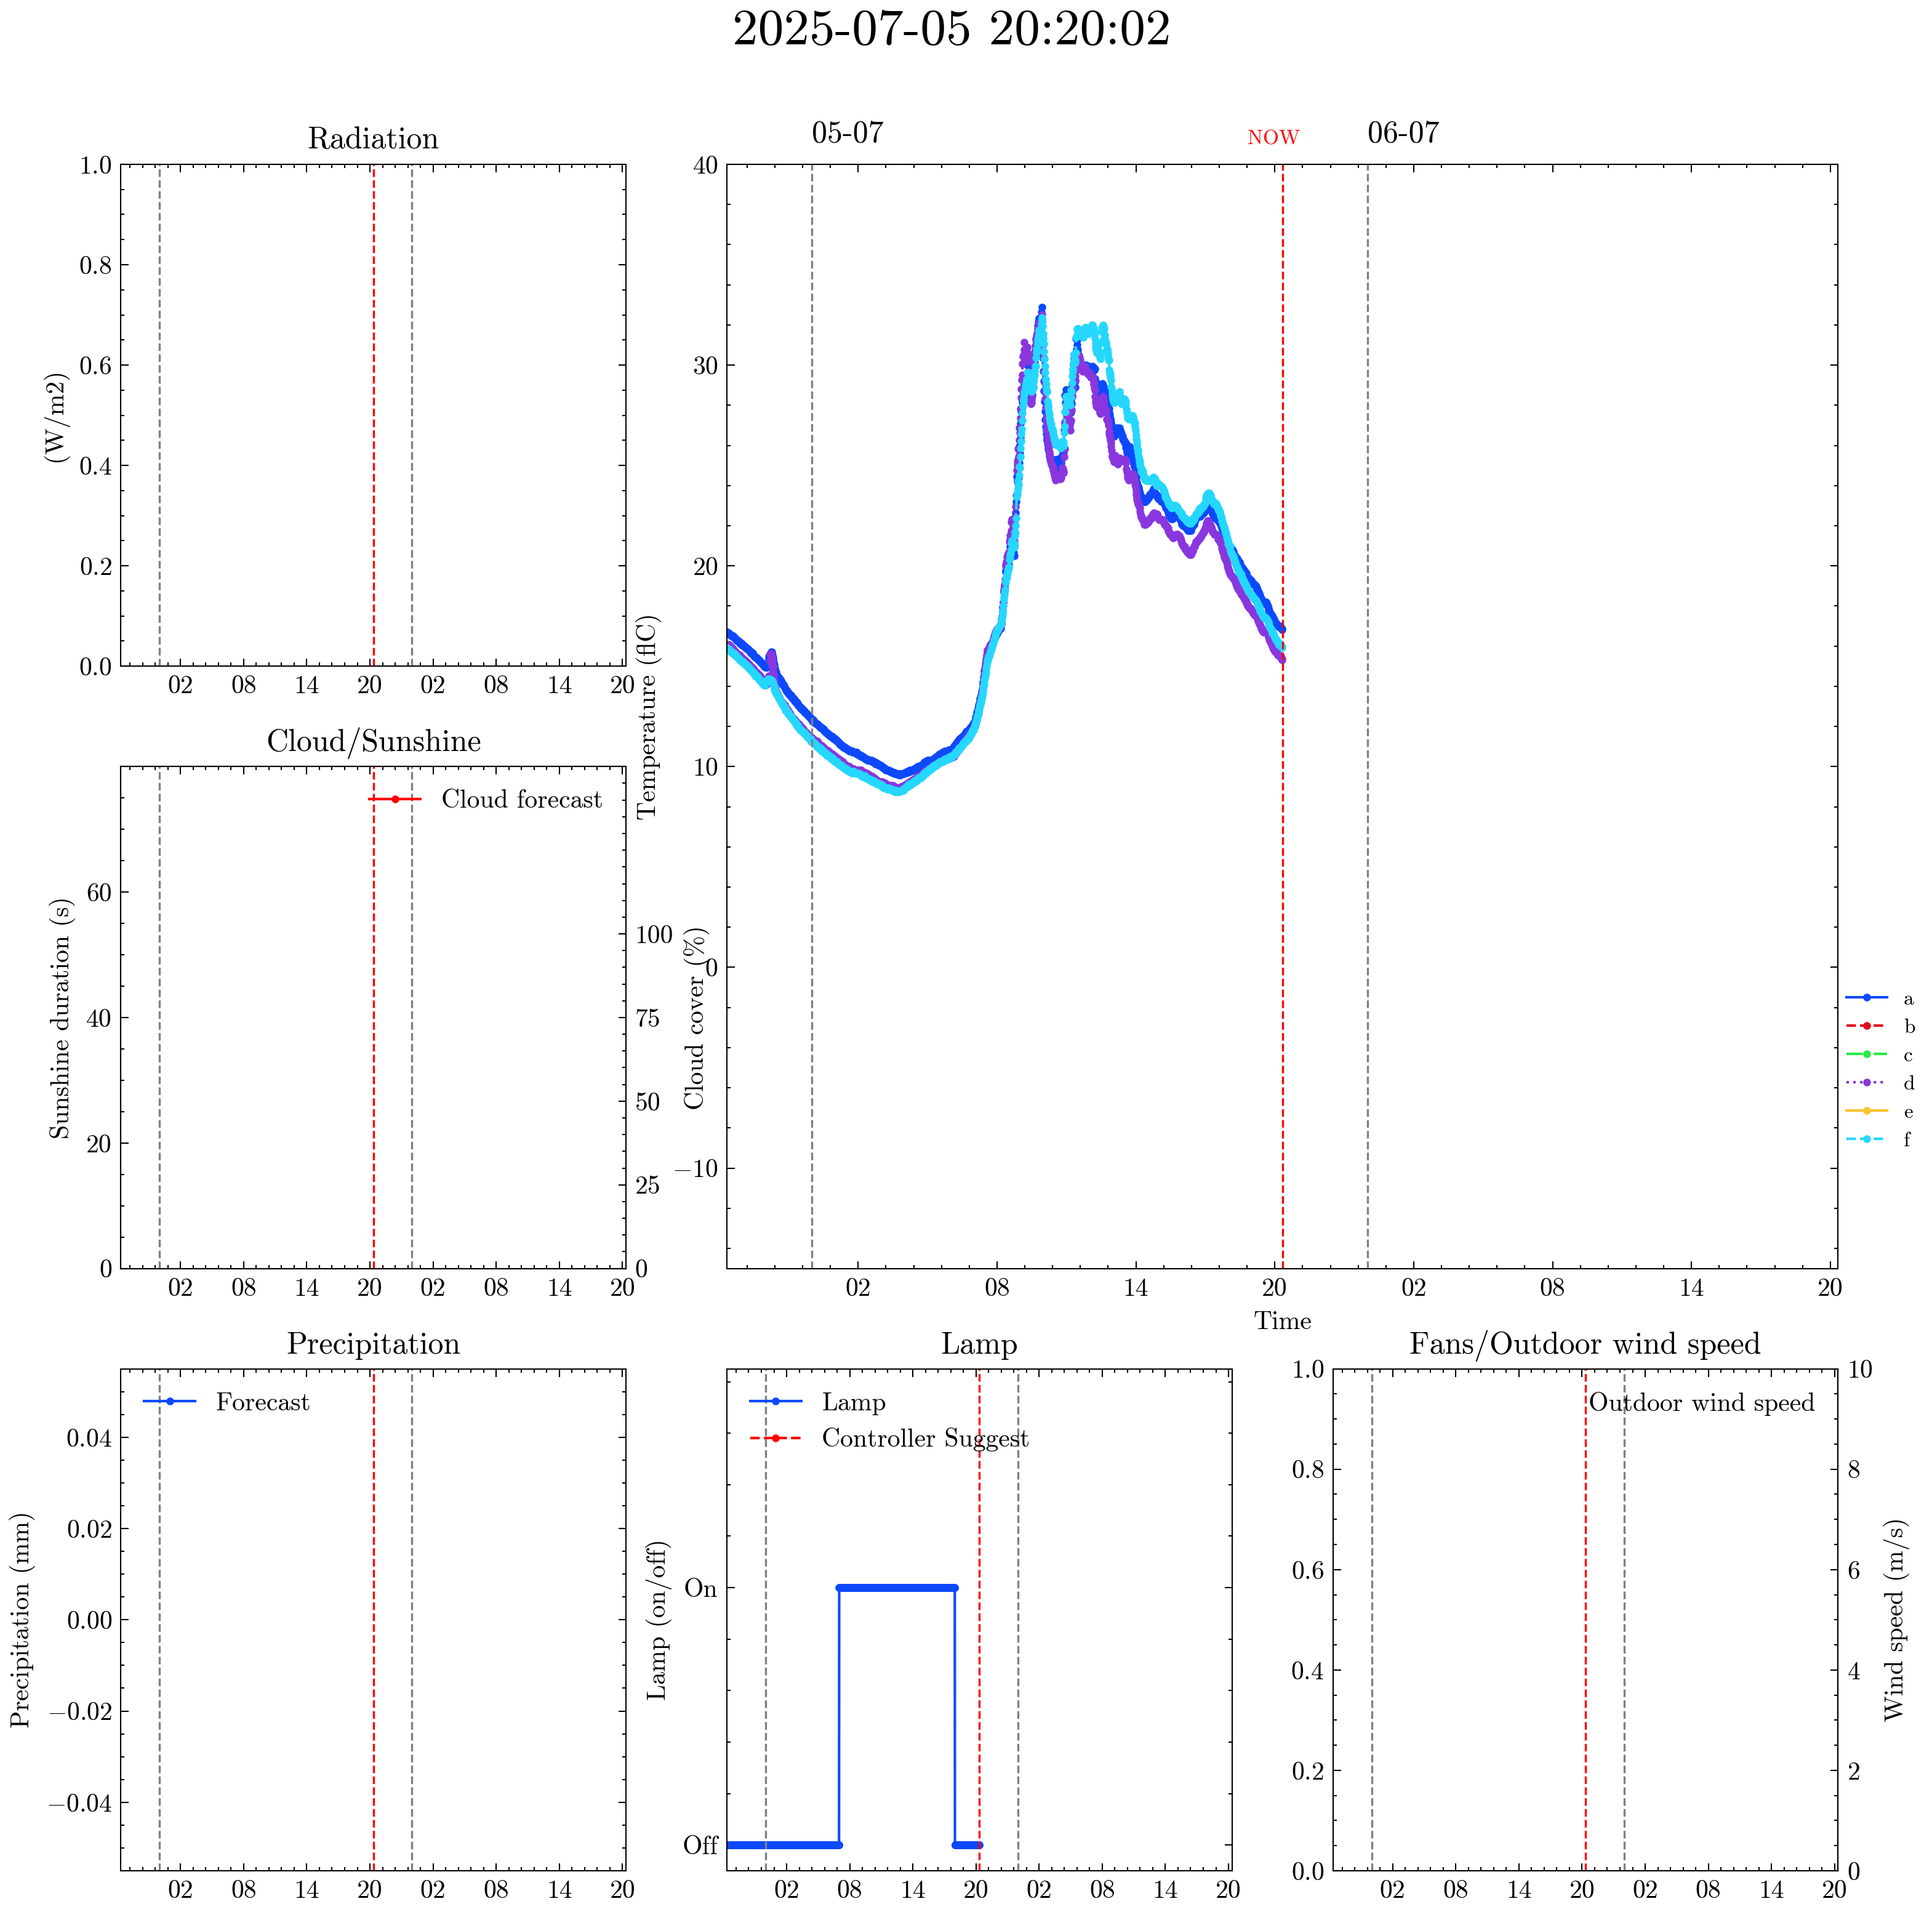 2025-07-05 20:20:02
Radiation
(W/m2)
1.0
0.8
0.6
0.4
0.2
0.0
02 08 14 20 02 08 14 20
05-07 NOW 06-07
Temperature (flC)
40
30
20
10
0
−10
02 08 14 20 02 08 14 20
Time
a
b
c
d
e
f
Cloud/Sunshine
Cloud forecast
Sunshine duration (s)
60
40
20
0
Cloud cover (%)
100
75
50
25
0
02 08 14 20 02 08 14 20
Precipitation
Forecast
Precipitation (mm)
0.04
0.02
0.00
−0.02
−0.04
02 08 14 20 02 08 14 20
Lamp
Lamp
Controller Suggest
Lamp (on/off)
On
Off
02 08 14 20 02 08 14 20
Fans/Outdoor wind speed
Outdoor wind speed
1.0
0.8
0.6
0.4
0.2
0.0
Wind speed (m/s)
10
8
6
4
2
0
02 08 14 20 02 08 14 20